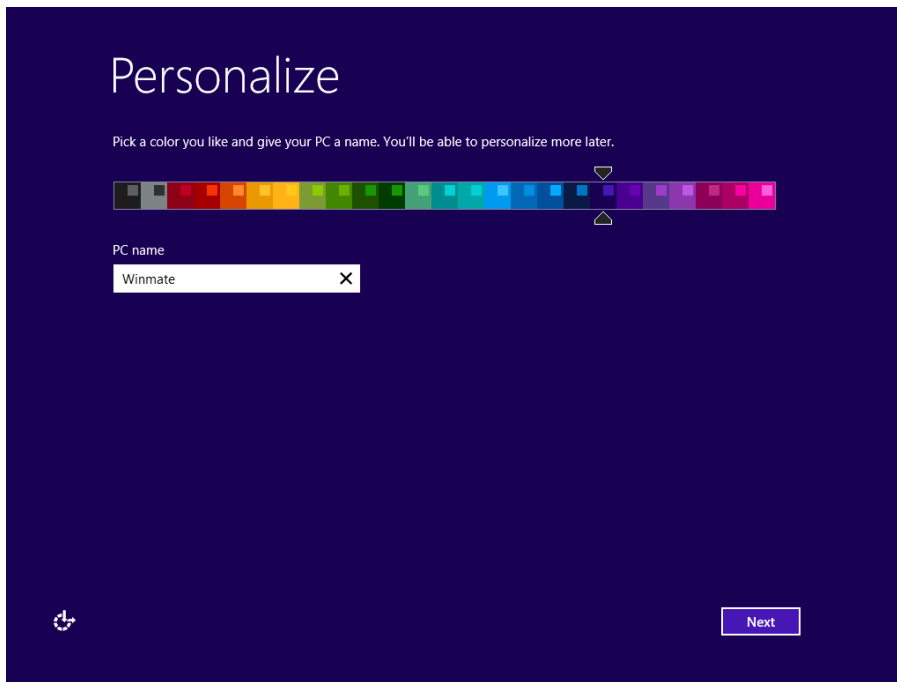 Personalize
Pick a color you like and give your PC a name. You'll be able to personalize more later.
PC name
Winmate
Next